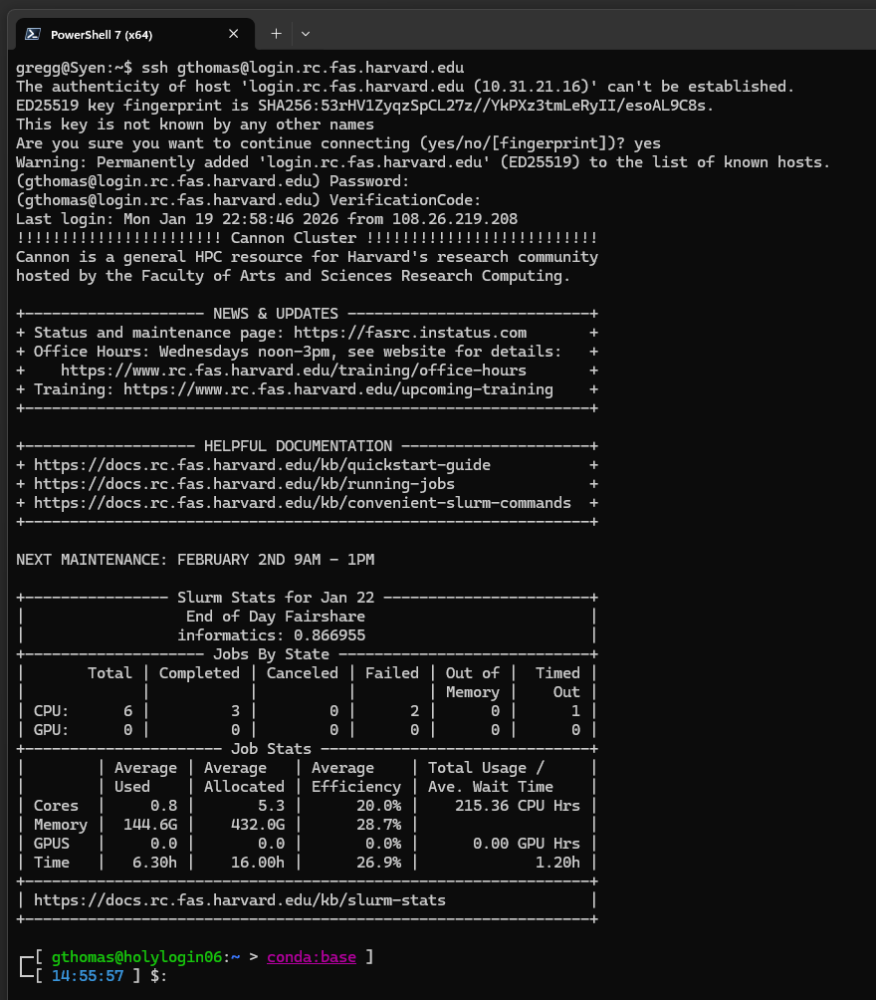 PowerShell 7 (x64)
gregg@Syen:~$ ssh gthomas@login.rc.fas.harvard.edu
The authenticity of host 'login.rc.fas.harvard.edu (10.31.21.16)' can't be established.
ED25519 key fingerprint is SHA256:53rHV1ZyqzSpCL27z//YkPXz3tmLeRyII/esoAL9C8s.
This key is not known by any other names
Are you sure you want to continue connecting (yes/no/[fingerprint])? yes
Warning: Permanently added 'login.rc.fas.harvard.edu' (ED25519) to the list of known hosts.
(gthomas@login.rc.fas.harvard.edu) Password:
(gthomas@login.rc.fas.harvard.edu) VerificationCode:
Last login: Mon Jan 19 22:58:46 2026 from 108.26.219.208
!!!!!!!!!!!!!!!!!!!!!!! Cannon Cluster !!!!!!!!!!!!!!!!!!!!!!!!!!
Cannon is a general HPC resource for Harvard's research community
hosted by the Faculty of Arts and Sciences Research Computing.
+-------------------- NEWS & UPDATES ---------------------------+
+ Status and maintenance page: https://fasrc.instatus.com       +
+ Office Hours: Wednesdays noon-3pm, see website for details:   +
+    https://www.rc.fas.harvard.edu/training/office-hours       +
+ Training: https://www.rc.fas.harvard.edu/upcoming-training    +
+---------------------------------------------------------------+
+------------------- HELPFUL DOCUMENTATION ---------------------+
+ https://docs.rc.fas.harvard.edu/kb/quickstart-guide           +
+ https://docs.rc.fas.harvard.edu/kb/running-jobs               +
+ https://docs.rc.fas.harvard.edu/kb/convenient-slurm-commands  +
+---------------------------------------------------------------+
NEXT MAINTENANCE: FEBRUARY 2ND 9AM - 1PM
+---------------- Slurm Stats for Jan 22 -----------------------+
|                  End of Day Fairshare                         |
|                 informatics: 0.866955                         |
+-------------------- Jobs By State ----------------------------+
|       Total | Completed | Canceled | Failed | Out of |  Timed |
|             |           |          |        | Memory |    Out |
| CPU:      6 |         3 |        0 |      2 |      0 |      1 |
| GPU:      0 |         0 |        0 |      0 |      0 |      0 |
+---------------------- Job Stats ------------------------------+
|        | Average | Average   | Average    | Total Usage /     |
|        | Used    | Allocated | Efficiency | Ave. Wait Time    |
| Cores  |     0.8 |       5.3 |      20.0% |    215.36 CPU Hrs |
| Memory |  144.6G |    432.0G |      28.7% |                   |
| GPUS   |     0.0 |       0.0 |       0.0% |      0.00 GPU Hrs |
| Time   |   6.30h |    16.00h |      26.9% |             1.20h |
+---------------------------------------------------------------+
| https://docs.rc.fas.harvard.edu/kb/slurm-stats                |
+---------------------------------------------------------------+
┌─[ gthomas@holylogin06:~ > conda:base ]
└─[ 14:55:57 ] $: